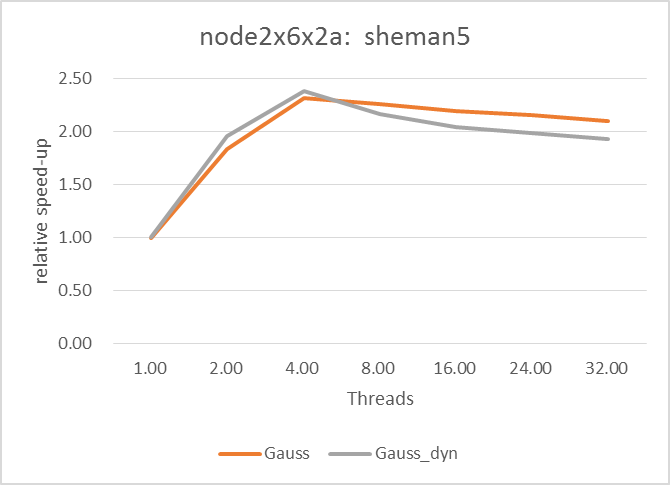 node2x6x2a: sheman5
2.50
2.00
1.50
1.00
0.50
0.00
relative speed-up
1.00 2.00 4.00 8.00 16.00 24.00 32.00
Threads
Gauss Gauss_dyn